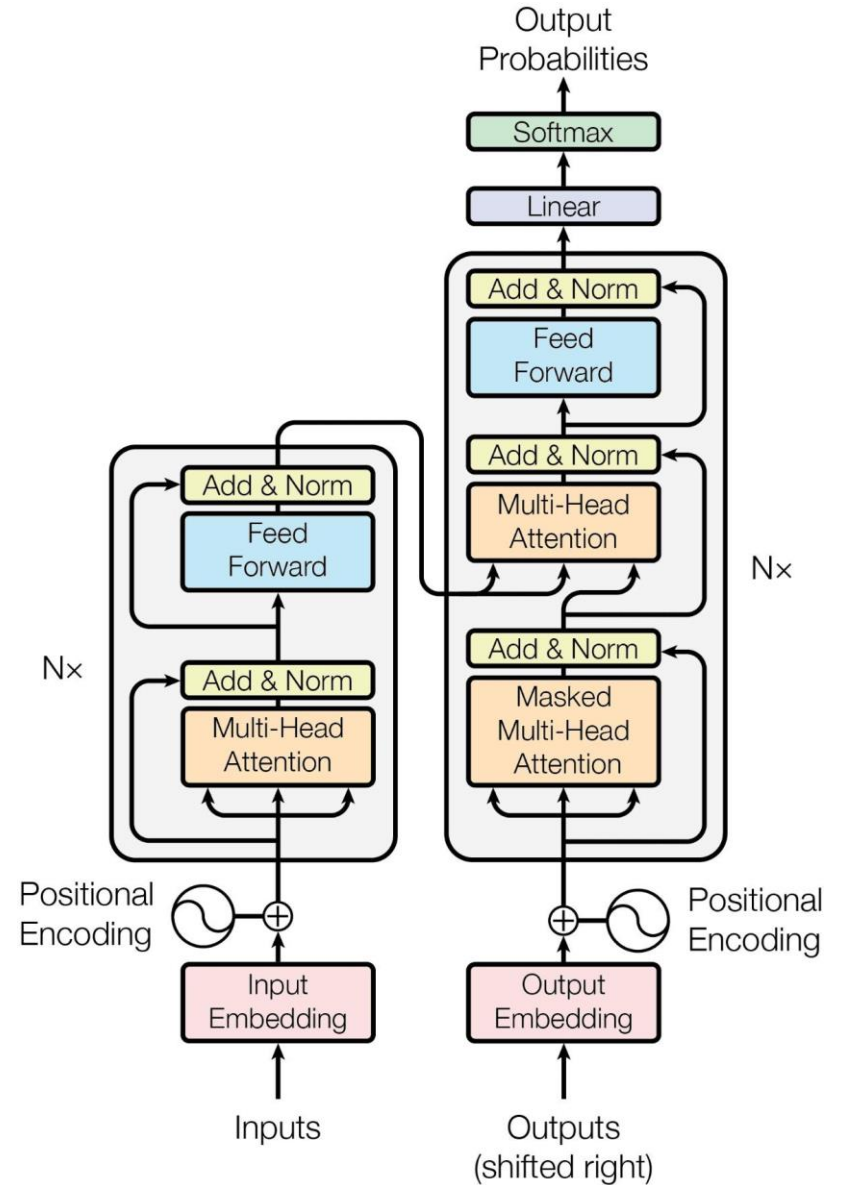 Output
Probabilities
Softmax
Linear
Add & Norm
Feed
Forward
Add & Norm
Multi-Head
Attention
Nx
Add & Norm
Masked
Multi-Head
Attention
Add & Norm
Feed
Forward
Nx
Add & Norm
Multi-Head
Attention
Positional
Encoding
Positional
Encoding
Input
Embedding
Output
Embedding
Inputs
Outputs
(shifted right)